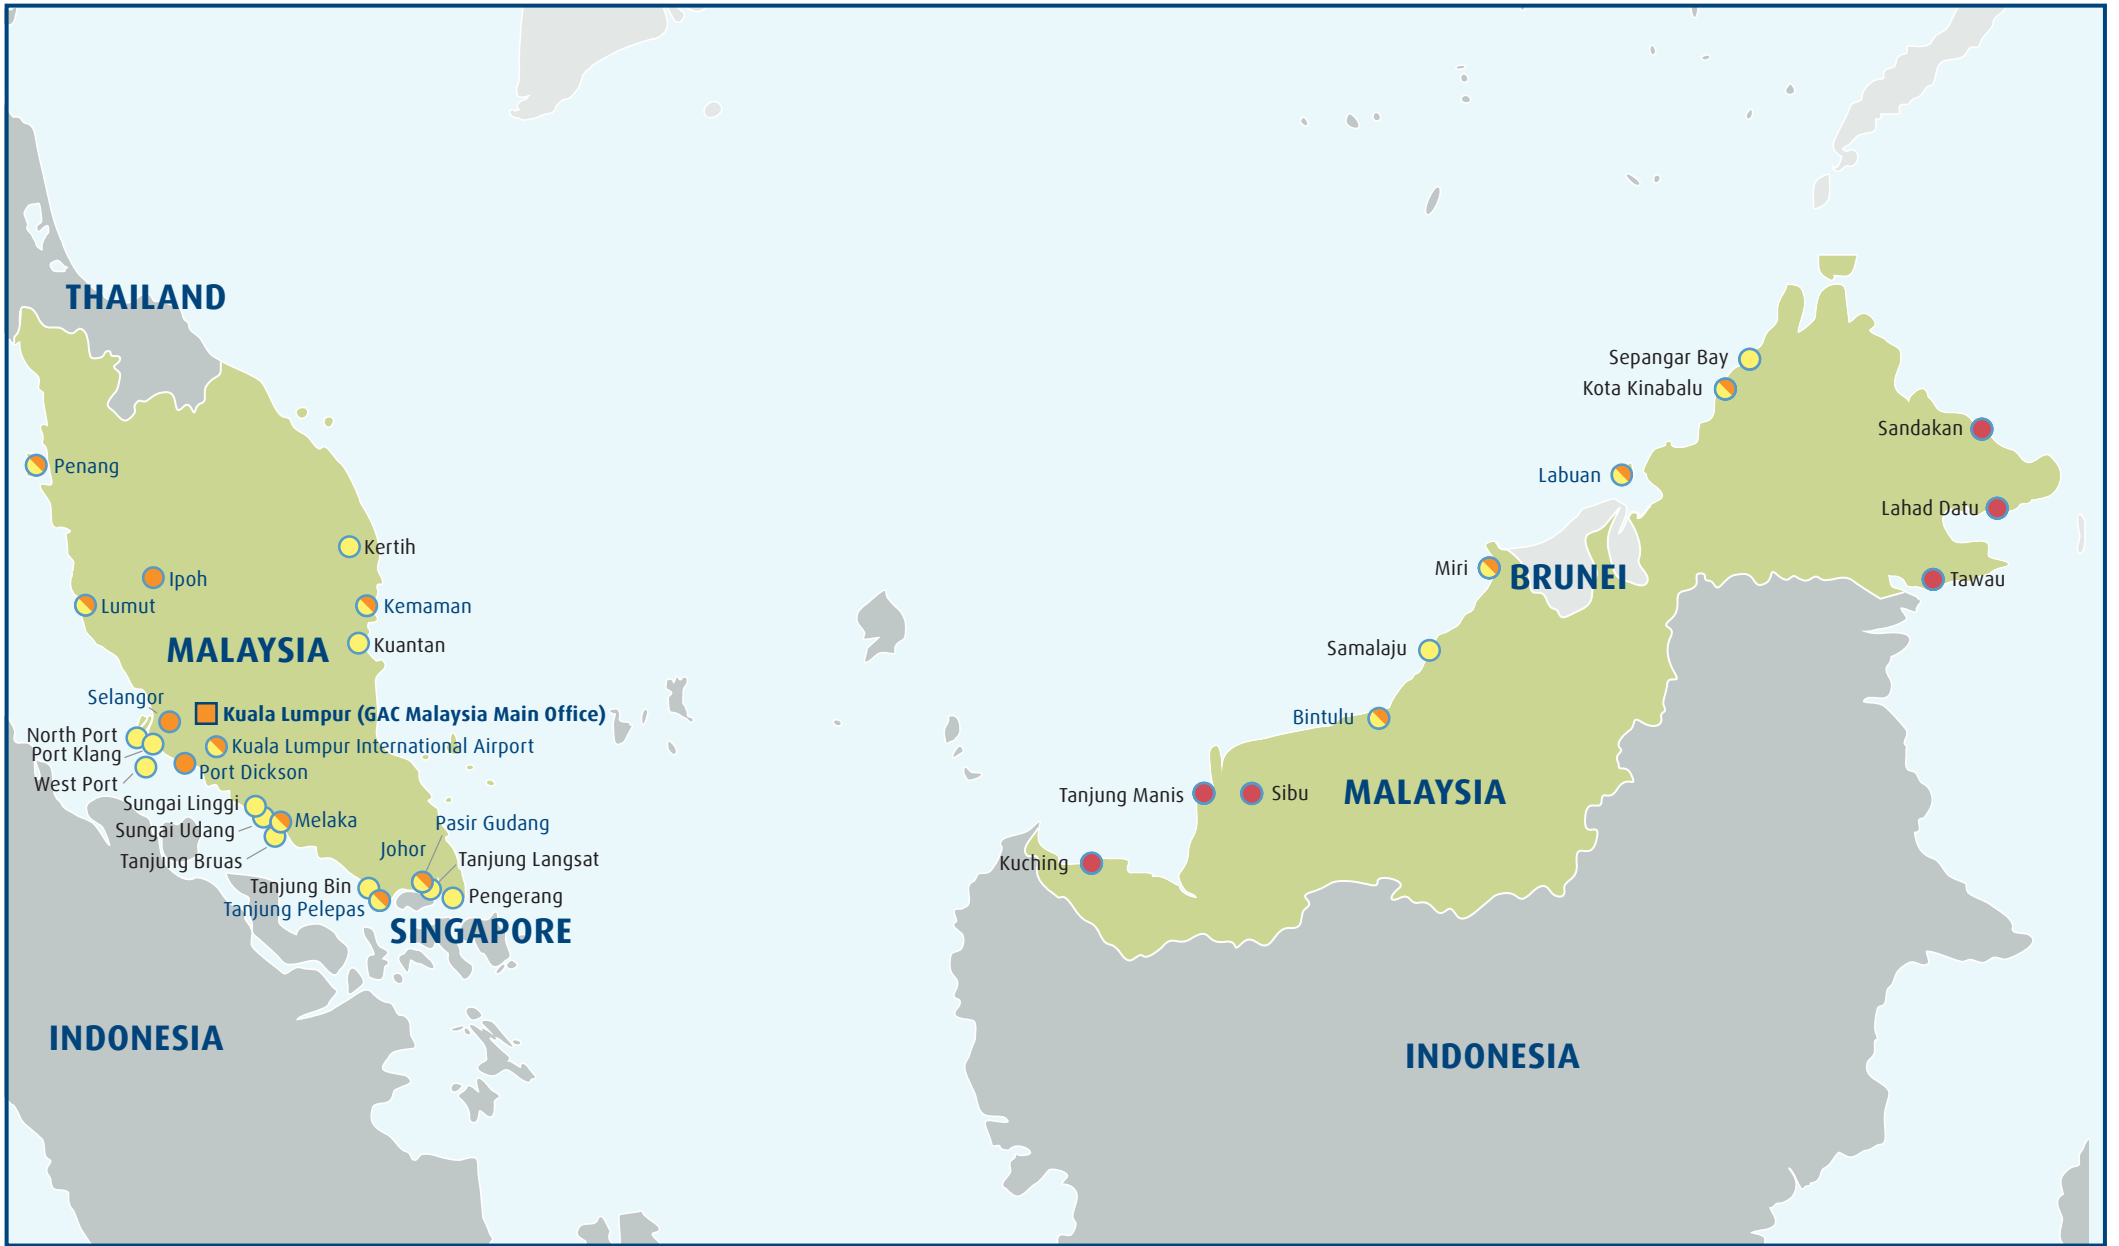 THAILAND
Penang
Kertih
Ipoh
Lumut
Kemaman
MALAYSIA
Kuantan
Selangor
Kuala Lumpur (GAC Malaysia Main Office)
North Port
Port Klang
Kuala Lumpur International Airport
Port Dickson
West Port
Sungai Linggi
Sungai Udang
Melaka
Tanjung Bruas
Pasir Gudang
Johor
Tanjung Langsat
Tanjung Bin
Tanjung Pelepas
Pengerang
SINGAPORE
INDONESIA
Sepangar Bay
Kota Kinabalu
Sandakan
Labuan
Lahad Datu
Miri
BRUNEI
Tawau
Samalaju
Bintulu
Tanjung Manis
Sibu
MALAYSIA
Kuching
INDONESIA